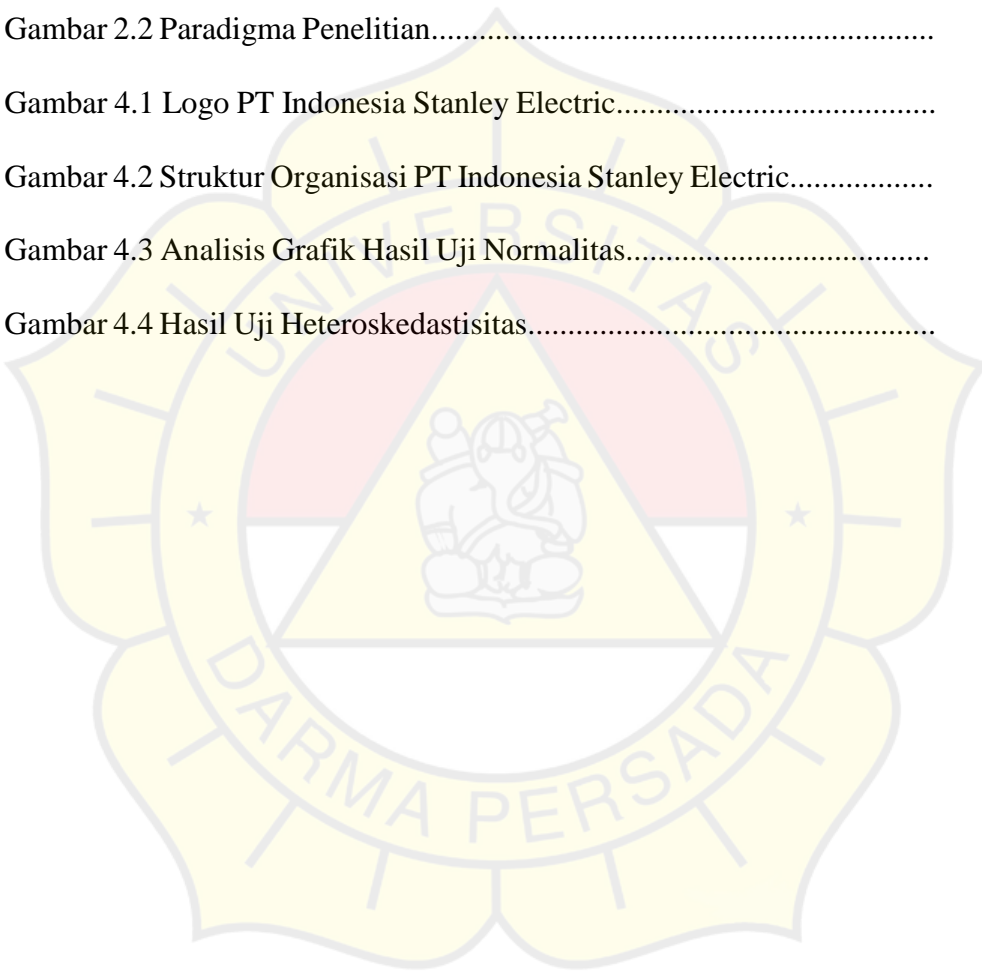 Gambar 2.2 Paradigma Penelitian...............................................................
Gambar 4.1 Logo PT Indonesia Stanley Electric........................................
Gambar 4.2 Struktur Organisasi PT Indonesia Stanley Electric..................
Gambar 4.3 Analisis Grafik Hasil Uji Normalitas......................................
Gambar 4.4 Hasil Uji Heteroskedastisitas...................................................
UNIVERSITAS
DARMA PERSADA